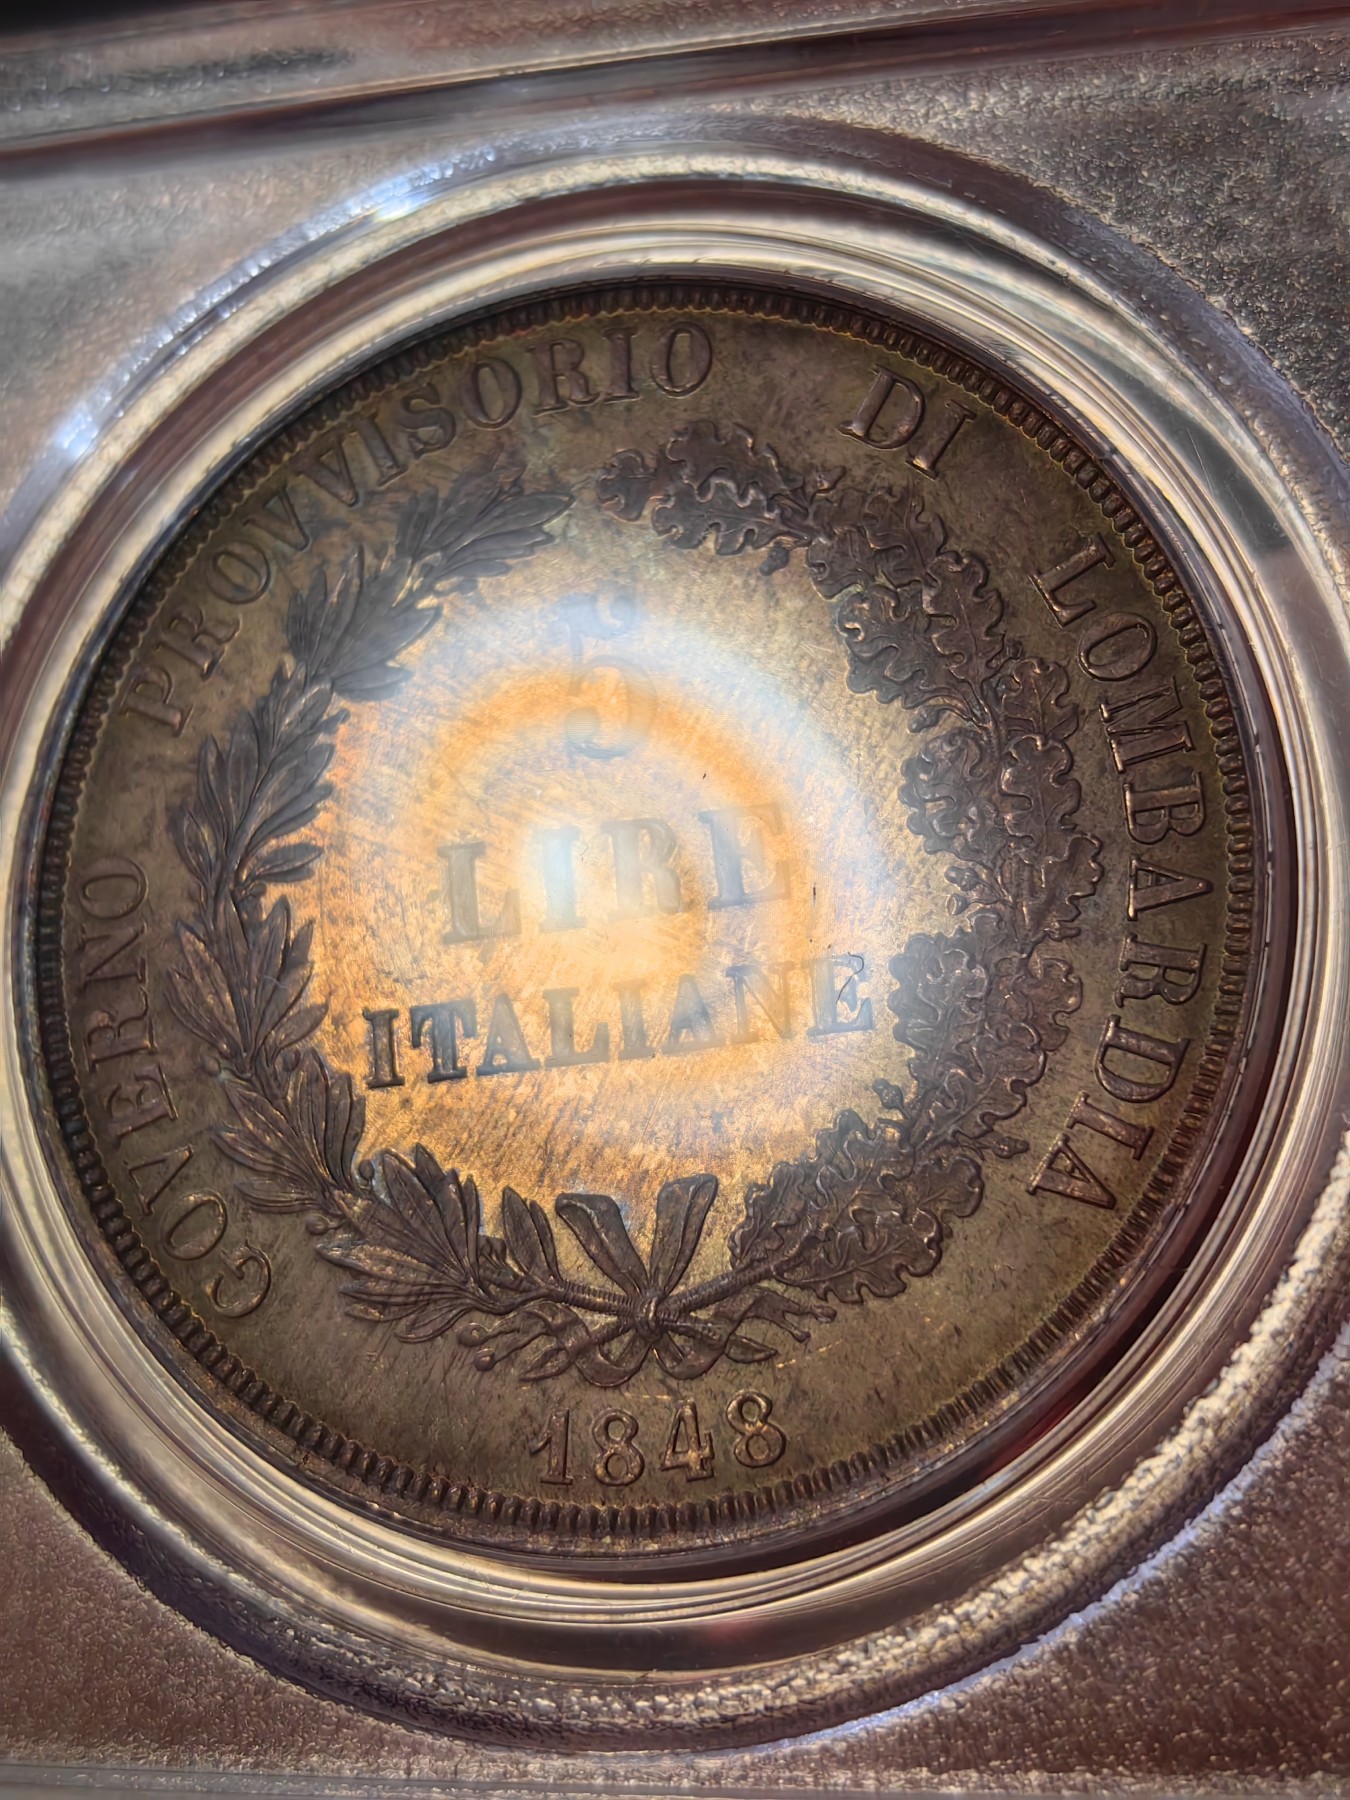 GOVERNO PROVVISORIO DI LOMBARDIA
5
LIRE
ITALIANE
1848